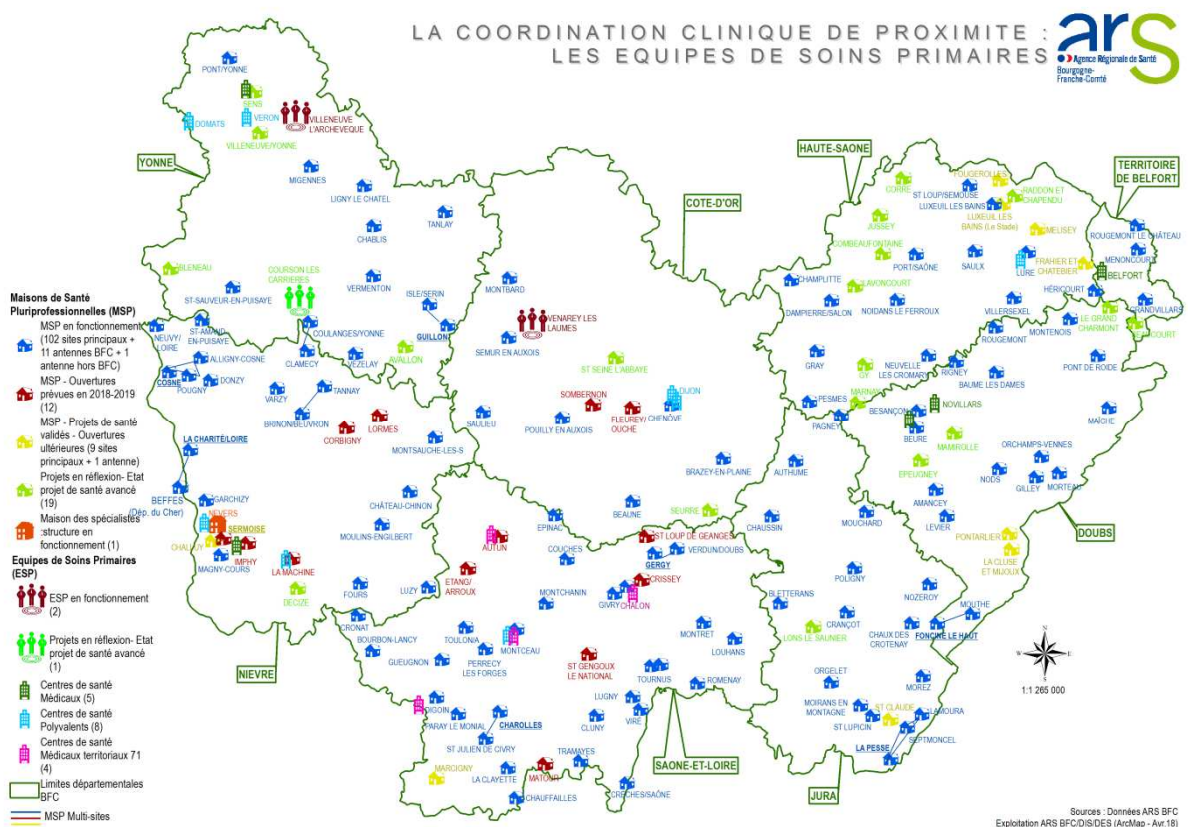 LA COORDINATION CLINIQUE DE PROXIMITE :
LES EQUIPES DE SOINS PRIMAIRES
ars
Agence Régionale de Santé
Bourgogne-
Franche-Comté
PONT/YONNE
SENS
DOMATS
VERON
VILLENEUVE
L'ARCHEVEQUE
VILLENEUVE/YONNE
YONNE
MIGENNES
LIGNY LE CHATEL
TANLAY
CHABLIS
BLENEAU
COURSON LES
CARRIERES
ST-SAUVEUR-EN-PUISAYE
VERMENTON
ISLE/SERIN
GUILLON
COULANGES/YONNE
AVALLON
VEZELAY
COTE-D'OR
MONTBARD
VENAREY LES
LAUMES
SEMUR EN AUXOIS
ST SEINE L'ABBAYE
SOMBERNON
FLEUREY/
OUCHE
DIJON
CHENÔVE
SAULIEU
POUILLY EN AUXOIS
BRAZEY-EN-PLAINE
BEAUNE
SEURRE
HAUTE-SAONE
TERRITOIRE
DE BELFORT
CORRE
FOUGEROLLES
ST LOUP/SEMOUSE
RADDON ET
CHAPENDU
LUXEUIL LES BAINS
LUXEUIL LES
BAINS (Le Stade)
JUSSEY
MELISEY
ROUGEMONT LE CHÂTEAU
COMBEAUFONTAINE
PORT/SAÔNE
SAULX
LURE
FRAHIER ET
CHATEBIER
MENONCOURT
BELFORT
CHAMPLITTE
LAVONCOURT
HÉRICOURT
DAMPIERRE/SALON
NOIDANS LE FERROUX
VILLERSEXEL
LE GRAND
CHARMONT
GRANDVILLARS
BEAUCOURT
ROUGEMONT
MONTENOIS
GRAY
GY
NEUVELLE
LES CROMARY
RIGNEY
BAUME LES DAMES
PONT DE ROIDE
PESMES
MARNAY
PAGNEY
BESANÇON
NOVILLARS
BEURE
MAÎCHE
MAMIROLLE
ORCHAMPS-VENNES
EPEUGNEY
AUTHUME
NODS
GILLEY
MORTEAU
AMANCEY
LEVIER
DOUBS
CHAUSSIN
MOUCHARD
PONTARLIER
LA CLUSE
ET MIJOUX
POLIGNY
BLETTERANS
NOZEROY
MOUTHE
CRANÇOT
LONS LE SAUNIER
CHAUX DES
CROTENAY
FONCINE LE HAUT
ORGELET
MOREZ
MOIRANS EN
MONTAGNE
ST CLAUDE
LAMOURA
ST LUPICIN
SEPTMONCEL
LA PESSE
JURA
NEUVY/
LOIRE
ST-AMAND
EN-PUISAYE
ALLIGNY-COSNE
COSNE
POUGNY
DONZY
CLAMECY
VARZY
TANNAY
BRINON/BEUVRON
CORBIGNY
LORMES
MONTSAUCHE-LES-S
LA CHARITÉ/LOIRE
BEFFES
(Dép. du Cher)
GARCHIZY
CHÂTEAU-CHINON
NEVERS
SERMOISE
CHALLUY
IMPHY
MAGNY-COURS
LA MACHINE
MOULINS-ENGILBERT
DECIZE
FOURS
LUZY
NIEVRE
AUTUN
EPINAC
COUCHES
ST LOUP DE GEANGES
VERDUN/DOUBS
GERGY
ETANG/
ARROUX
CRISSEY
GIVRY
CHALON
MONTCHANIN
CRONAT
BOURBON-LANCY
TOULON/A
MONTCEAU
GUEUGNON
PERRECY
LES FORGES
MONTRET
LOUHANS
ST GENGOUX
LE NATIONAL
TOURNUS
ROMENAY
DIGOIN
PARAY LE MONIAL
CHAROLLES
LUGNY
VIRÉ
CLUNY
ST JULIEN DE CIVRY
TRAMAYES
MARCIGNY
LA CLAYETTE
MATOUR
CHAUFFAILLES
CRÊCHES/SAÔNE
SAONE-ET-LOIRE
Maisons de Santé
Pluriprofessionnelles (MSP)
MSP en fonctionnement
(102 sites principaux +
11 antennes BFC + 1
antenne hors BFC)
MSP - Ouvertures
prévues en 2018-2019
(12)
MSP - Projets de santé
validés - Ouvertures
ultérieures (9 sites
principaux + 1 antenne)
Projets en réflexion- Etat
projet de santé avancé
(19)
Maison des spécialistes
:structure en
fonctionnement (1)
Equipes de Soins Primaires
(ESP)
ESP en fonctionnement
(2)
Projets en réflexion- Etat
projet de santé avancé
(1)
Centres de santé
Médicaux (5)
Centres de santé
Polyvalents (8)
Centres de santé
Médicaux territoriaux 71
(4)
Limites départementales
BFC
MSP Multi-sites
N
O
E
S
1:1 265 000
Sources : Données ARS BFC
Exploitation ARS BFC/DIS/DES (ArcMap - Avr.18)